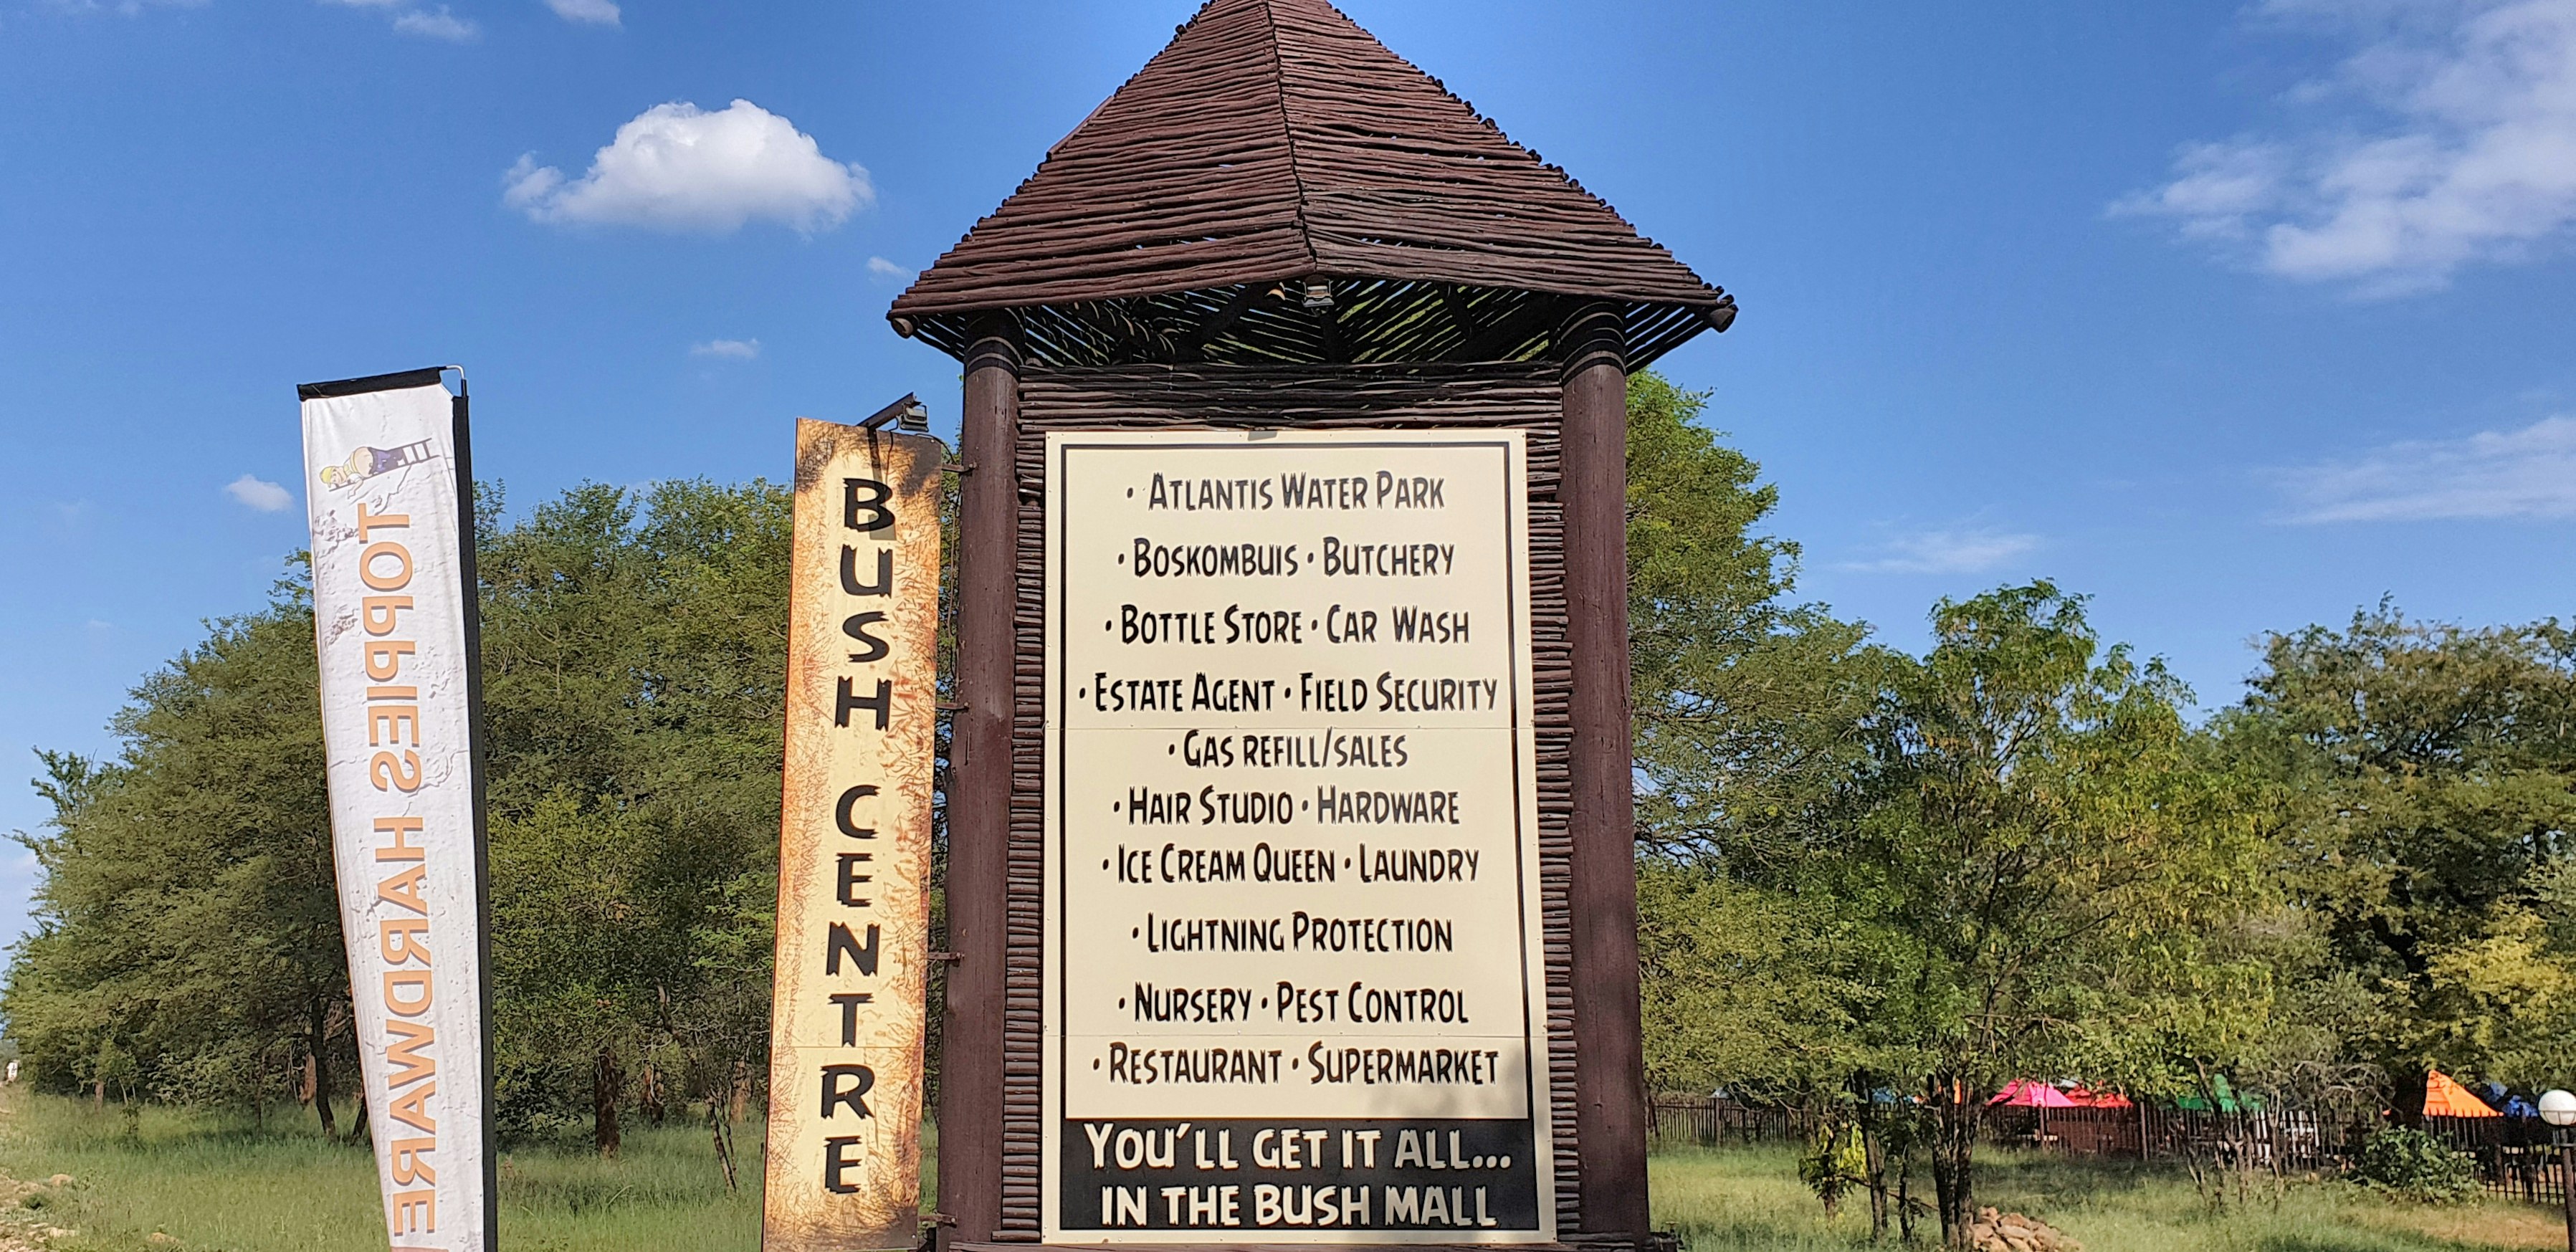 TOPPIES HARDWARE
BUSH CENTRE
• ATLANTIS WATER PARK
• BOSKOMBUIS • BUTCHERY
• BOTTLE STORE • CAR WASH
• ESTATE AGENT • FIELD SECURITY
• GAS REFILL/SALES
• HAIR STUDIO • HARDWARE
• ICE CREAM QUEEN • LAUNDRY
• LIGHTNING PROTECTION
• NURSERY • PEST CONTROL
• RESTAURANT • SUPERMARKET
YOU'LL GET IT ALL...
IN THE BUSH MALL